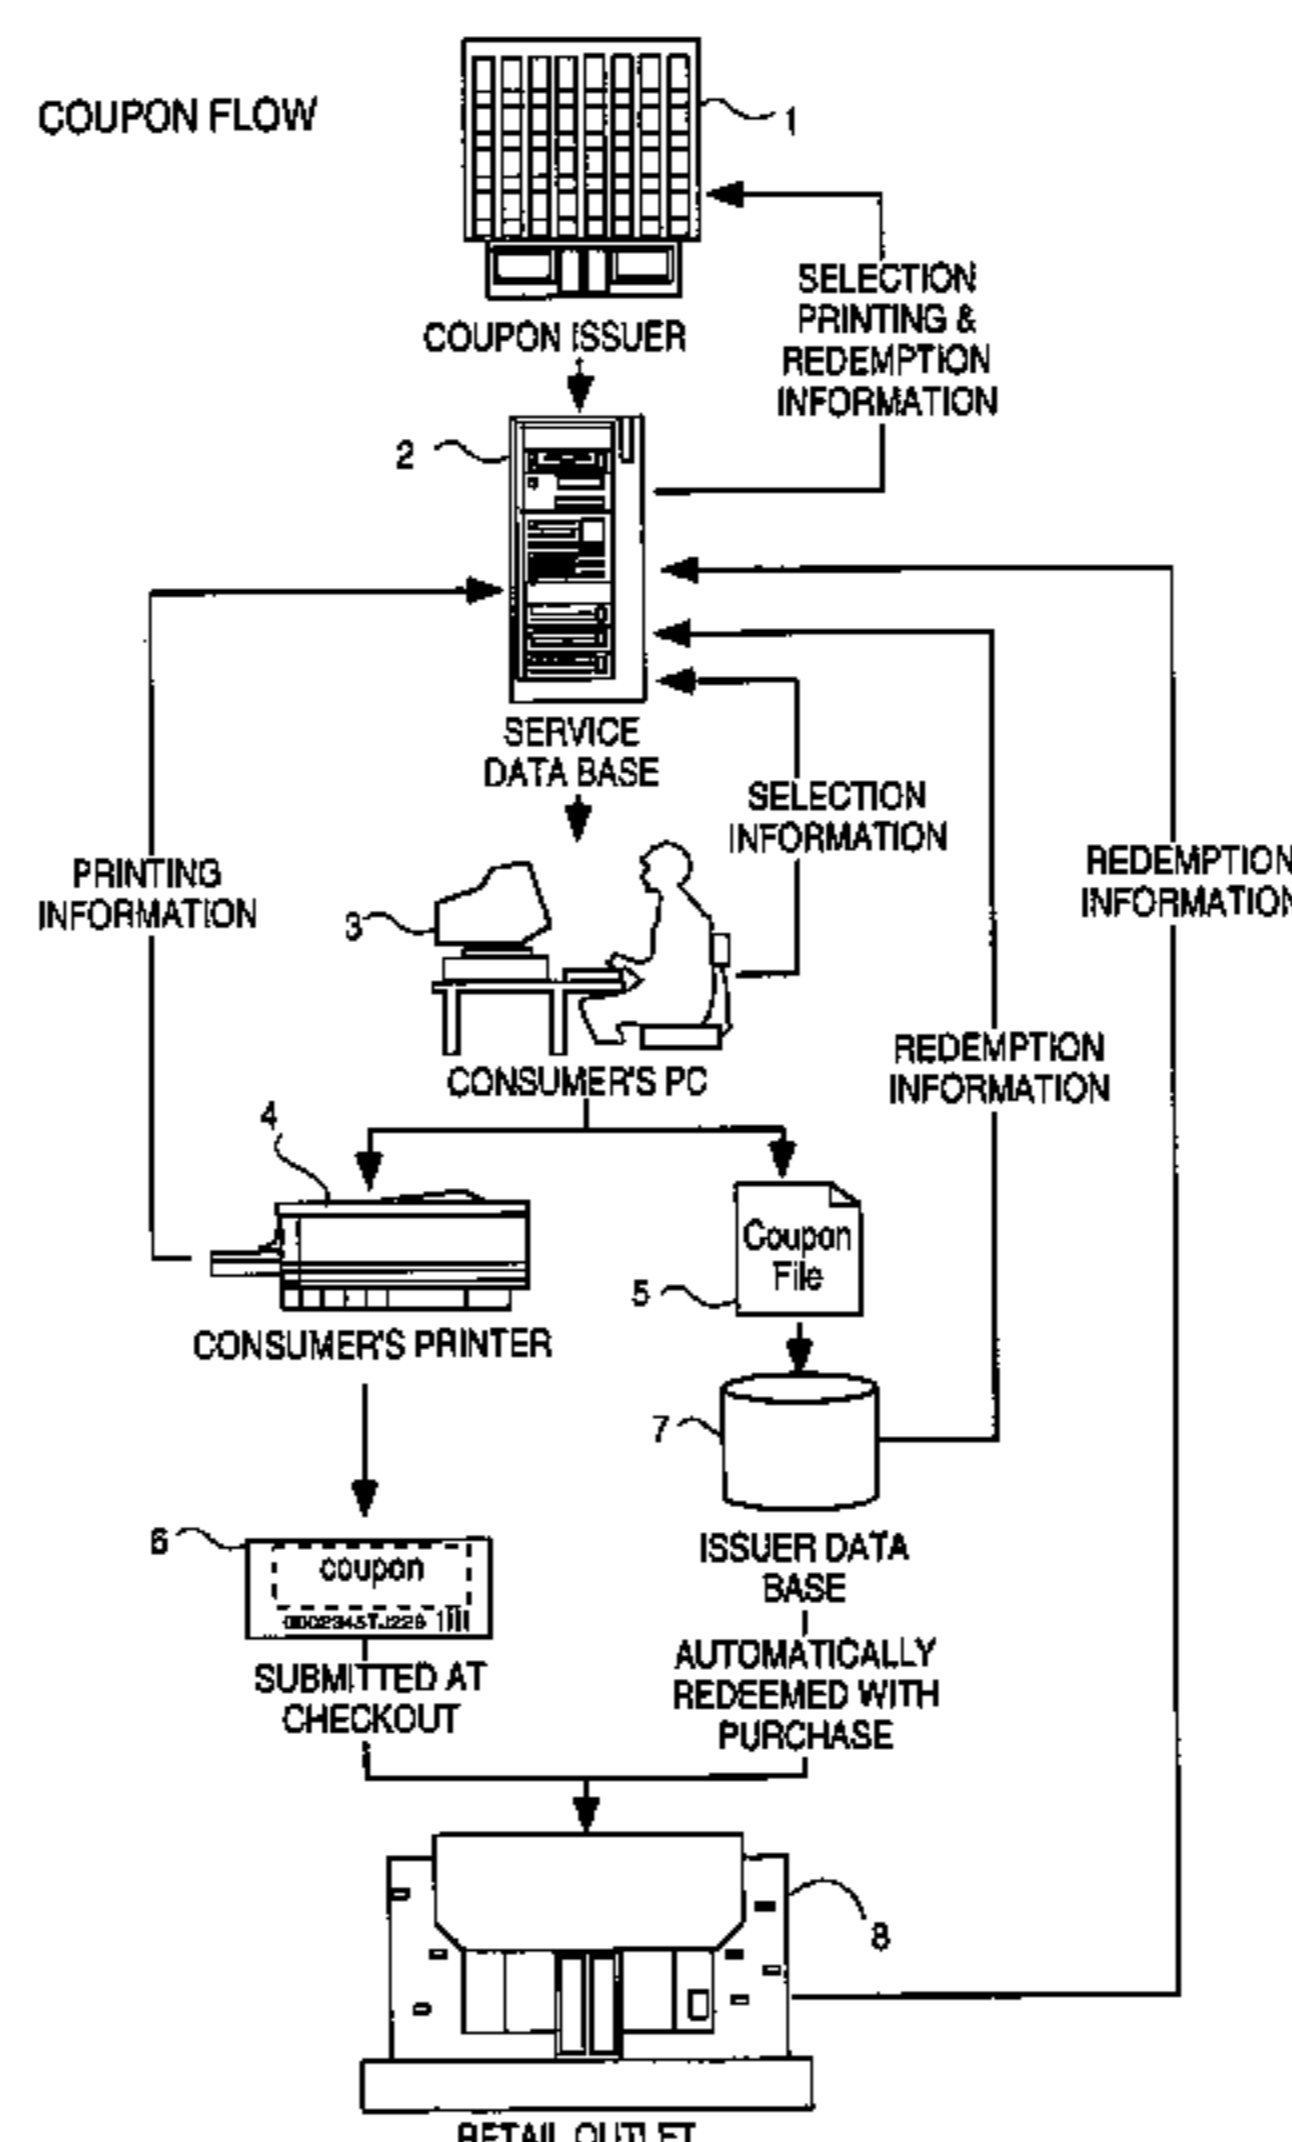 COUPON FLOW
1
SELECTION
PRINTING &
REDEMPTION
INFORMATION
COUPON ISSUER
2
SERVICE
DATA BASE
SELECTION
INFORMATION
PRINTING
INFORMATION
REDEMPTION
INFORMATION
3
REDEMPTION
INFORMATION
CONSUMER'S PC
4
Coupon
File
5
CONSUMER'S PRINTER
7
6
coupon
ISSUER DATA
BASE
SUBMITTED AT
CHECKOUT
AUTOMATICALLY
REDEEMED WITH
PURCHASE
8
RETAIL OUTLET